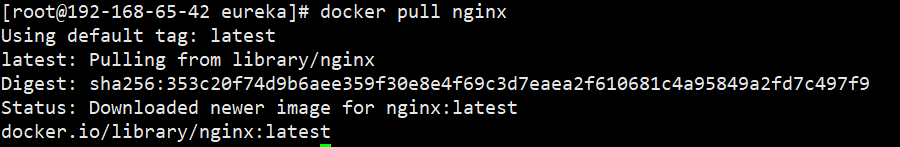 [root@192-168-65-42 eureka]# docker pull nginx
Using default tag: latest
latest: Pulling from library/nginx
Digest: sha256:353c20f74d9b6aee359f30e8e4f69c3d7eaea2f610681c4a95849a2fd7c497f9
Status: Downloaded newer image for nginx:latest
docker.io/library/nginx:latest